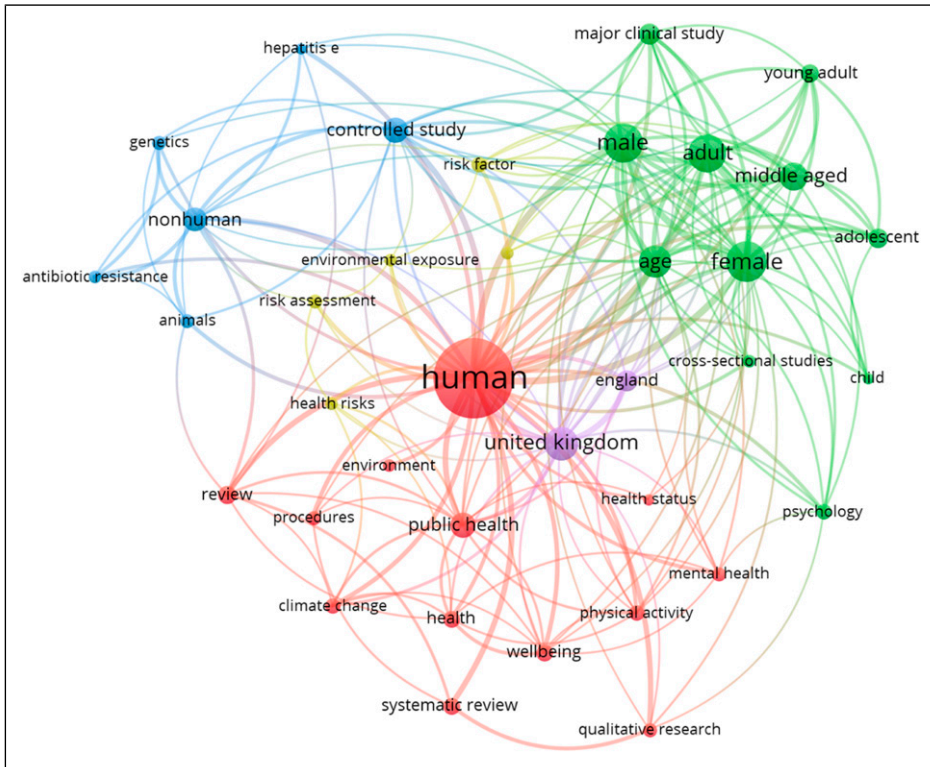 major clinical study
hepatitis e
young adult
controlled study
genetics
male
adult
risk factor
middle aged
nonhuman
adolescent
environmental exposure
age
female
antibiotic resistance
risk assessment
animals
cross-sectional studies
human
england
child
health risks
united kingdom
environment
review
health status
procedures
public health
psychology
mental health
climate change
health
physical activity
wellbeing
systematic review
qualitative research